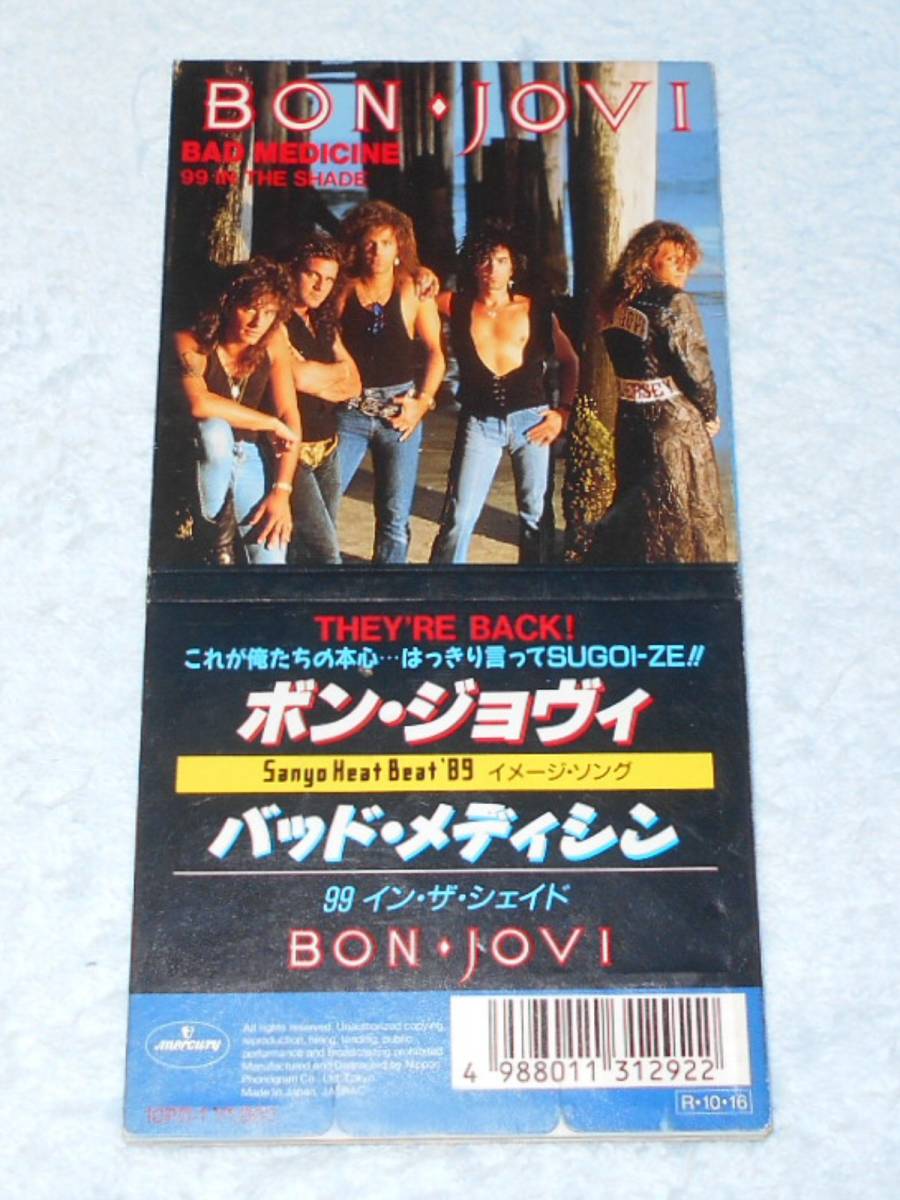 BON♦JOVI
BAD MEDICINE
99 IN THE SHADE
JERSEY
THEY'RE BACK!
これが俺たちの本心…はっきり言ってSUGOI-ZE!!
ボン・ジョヴィ
Sanyo Heat Beat '89 イメージ・ソング
バッド・メディシン
99 イン・ザ・シェイド
BON♦JOVI
mercury
All rights reserved. Unauthorized copying,
reproduction, hiring, lending, public
performance and broadcasting prohibited.
Manufactured and Distributed by Nippon
Phonogram Co., Ltd. Tokyo
Made in Japan. JASRAC
4 988011 312922
R・10・16